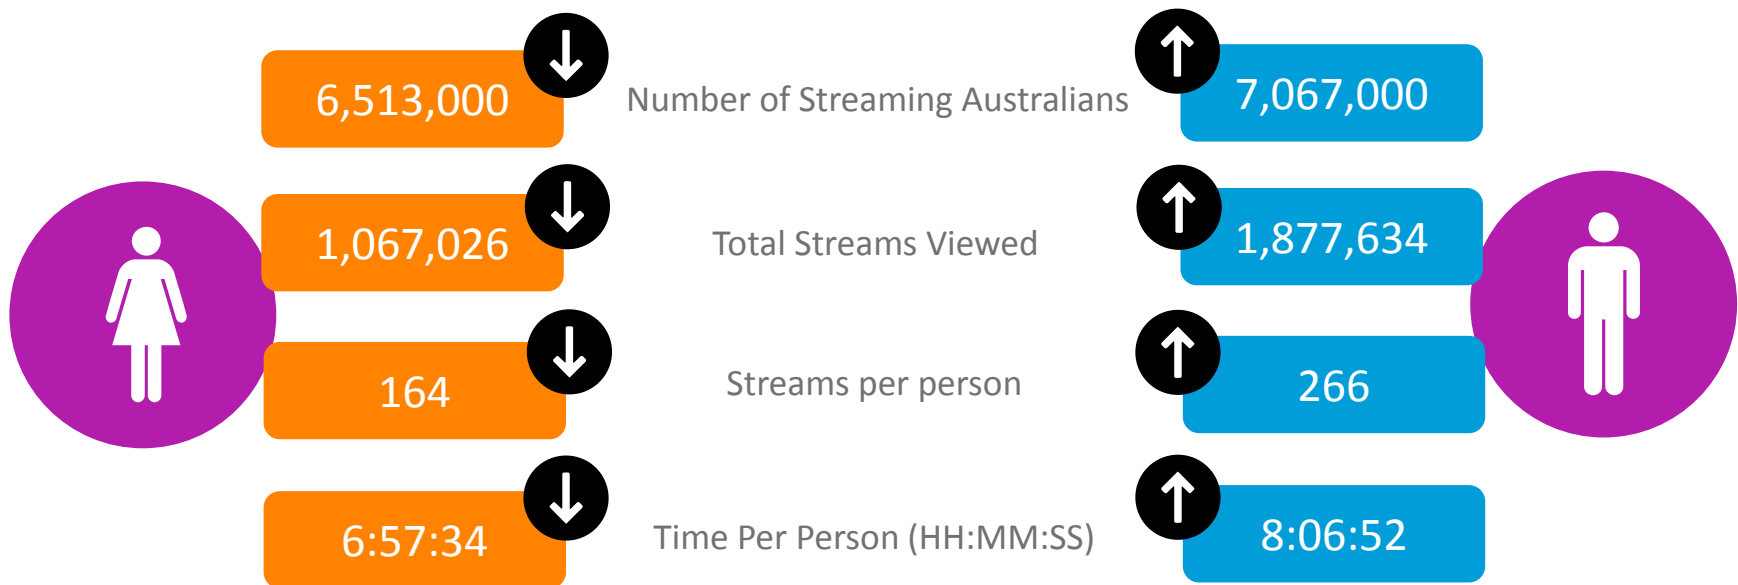 6,513,000
Number of Streaming Australians
7,067,000
1,067,026
Total Streams Viewed
1,877,634
164
Streams per person
266
6:57:34
Time Per Person (HH:MM:SS)
8:06:52